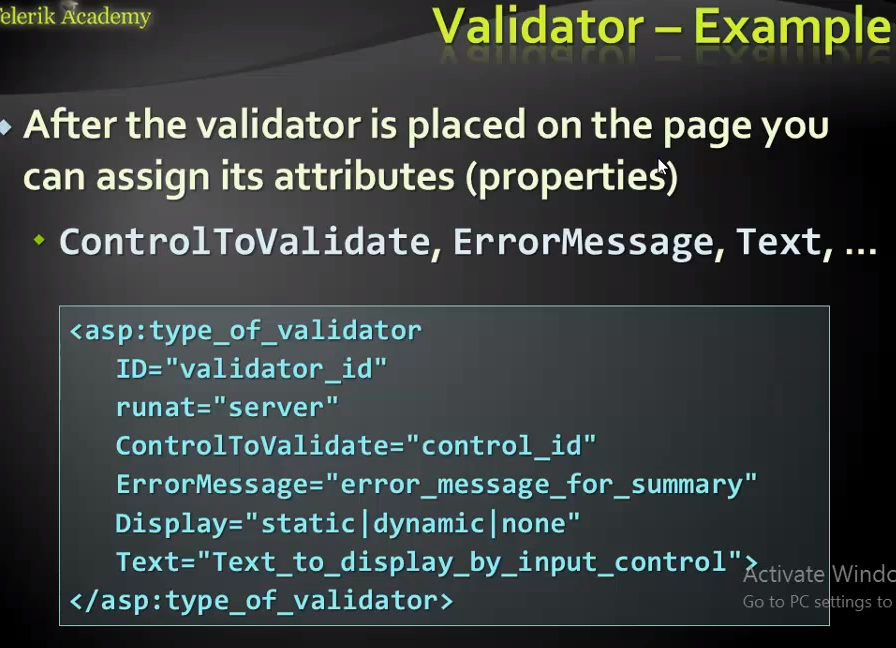 elerik Academy
Validator – Example
After the validator is placed on the page you
can assign its attributes (properties)
ControlToValidate, ErrorMessage, Text, …
<asp:type_of_validator
ID="validator_id"
runat="server"
ControlToValidate="control_id"
ErrorMessage="error_message_for_summary"
Display="static|dynamic|none"
Text="Text_to_display_by_input_control">
</asp:type_of_validator>
Activate Windo
Go to PC settings to